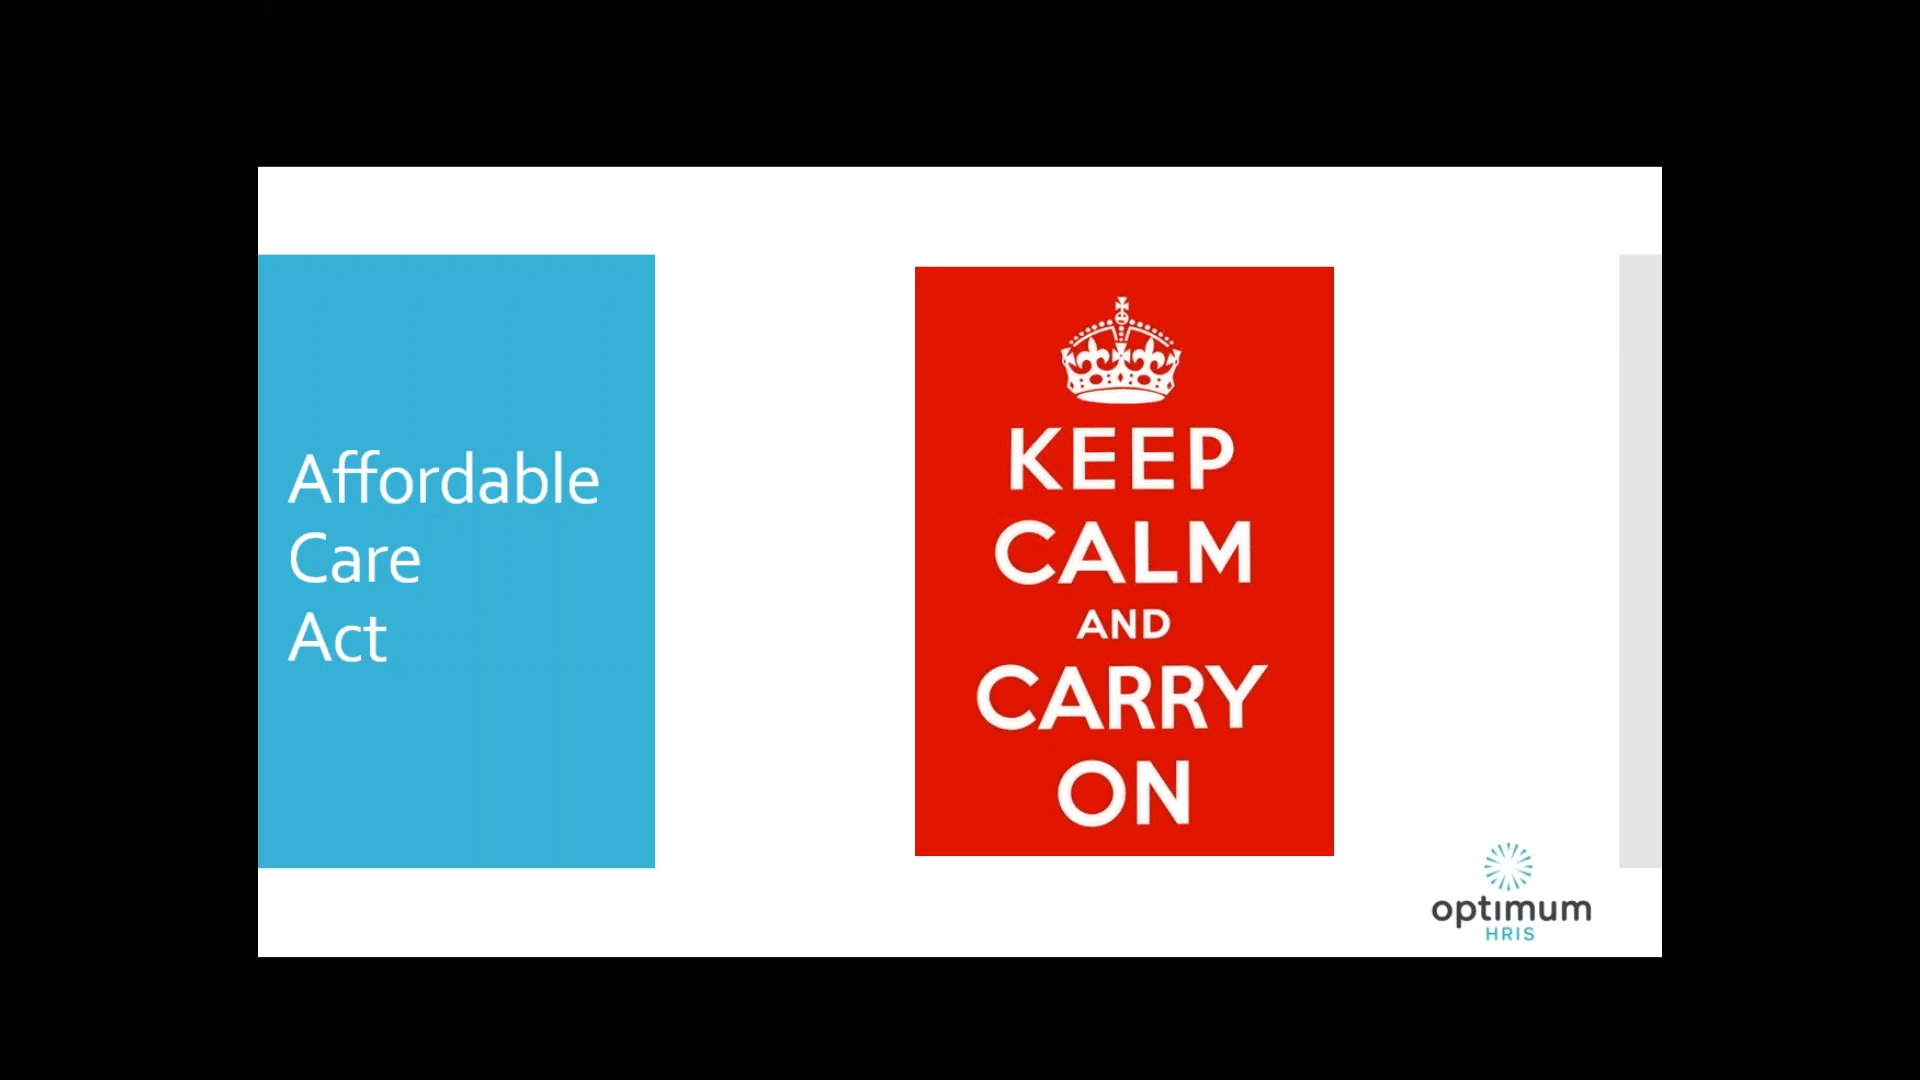 Affordable
Care
Act
KEEP
CALM
AND
CARRY
ON
optimum
HRIS